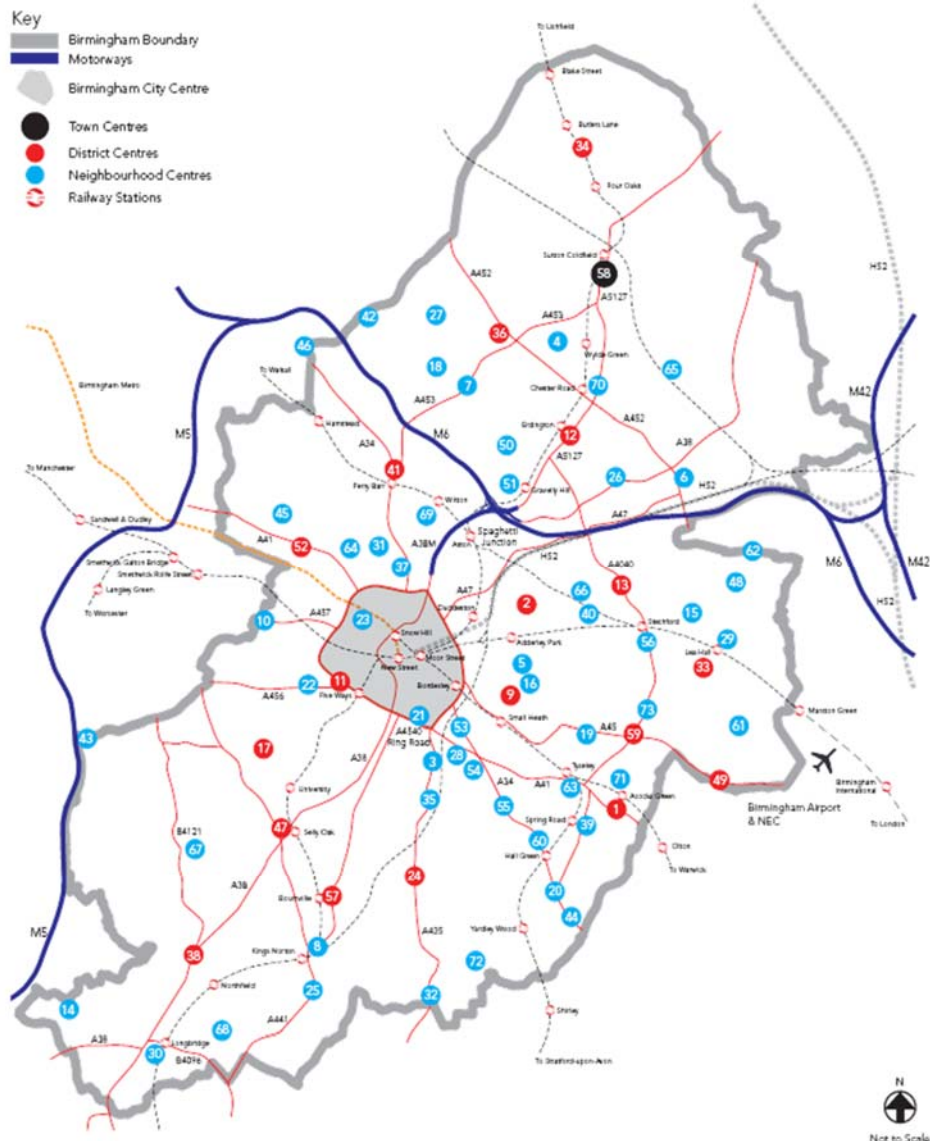 Key
Birmingham Boundary
Motorways
Birmingham City Centre
Town Centres
District Centres
Neighbourhood Centres
Railway Stations
To Lichfield
Blake Street
Butlers Lane
34
Four Oaks
Sutton Coldfield
58
HS2
A452
A5127
42
27
A453
36
4
46
Wylde Green
18
65
To Walsall
7
Chester Road
70
Birmingham Metro
M42
M5
A453
M6
Hamstead
Erdington
A452
12
A34
50
A38
A5127
41
To Manchester
Perry Barr
51
Gravelly Hill
26
6
HS2
Witton
Sandwell & Dudley
45
69
A47
Spaghetti
Junction
A41
52
64
31
A38M
Aston
HS2
62
Smethwick Galton Bridge
Smethwick Rolfe Street
37
A4040
M6
M42
Langley Green
A47
13
48
66
To Worcester
A457
Duddeston
2
40
15
HS2
10
23
Snow Hill
Stechford
Adderley Park
56
29
Lea Hall
New Street
Moor Street
5
33
22
11
Bordesley
16
A456
Five Ways
9
Marston Green
21
Small Heath
73
A4540
Ring Road
53
A45
61
43
19
59
17
3
28
54
Tyseley
71
49
A38
A34
A41
63
Acocks Green
Birmingham
International
University
35
55
1
Birmingham Airport
& NEC
Spring Road
39
To London
47
Selly Oak
B4121
60
67
Hall Green
Olton
To Warwick
24
A38
20
Bournville
57
44
M5
A435
Yardley Wood
38
8
Kings Norton
72
Northfield
25
32
14
68
A441
Shirley
A38
Longbridge
30
B4096
To Stratford-upon-Avon
N
Not to Scale